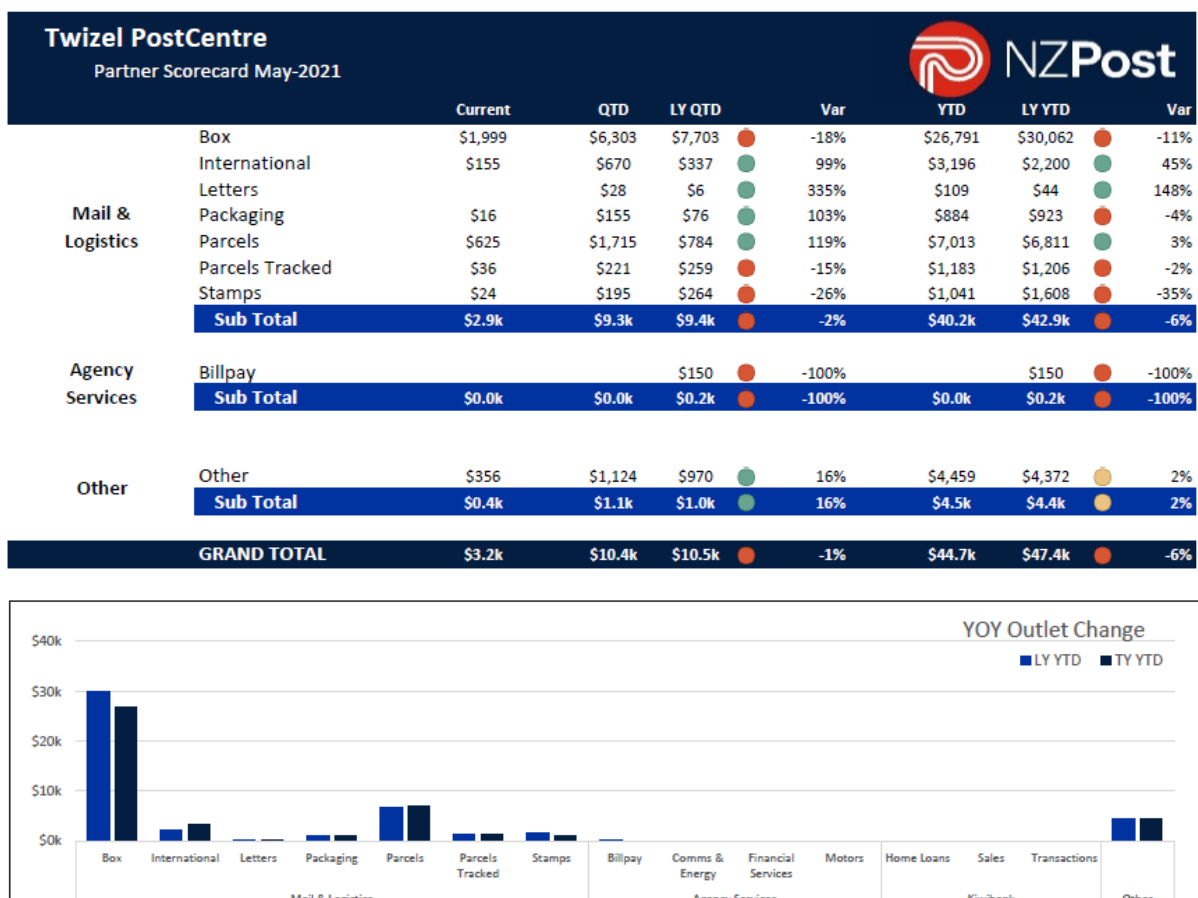 Twizel PostCentre
Partner Scorecard May-2021
NZPost
Current QTD LY QTD Var YTD LY YTD Var
Box $1,999 $6,303 $7,703 -18% $26,791 $30,062 -11%
International $155 $670 $337 99% $3,196 $2,200 45%
Letters $28 $6 335% $109 $44 148%
Mail & Logistics
Packaging $16 $155 $76 103% $884 $923 -4%
Parcels $625 $1,715 $784 119% $7,013 $6,811 3%
Parcels Tracked $36 $221 $259 -15% $1,183 $1,206 -2%
Stamps $24 $195 $264 -26% $1,041 $1,608 -35%
Sub Total $2.9k $9.3k $9.4k -2% $40.2k $42.9k -6%
Agency Services
Billpay $150 -100% $150 -100%
Sub Total $0.0k $0.0k $0.2k -100% $0.0k $0.2k -100%
Other
Other $356 $1,124 $970 16% $4,459 $4,372 2%
Sub Total $0.4k $1.1k $1.0k 16% $4.5k $4.4k 2%
GRAND TOTAL $3.2k $10.4k $10.5k -1% $44.7k $47.4k -6%
YOY Outlet Change
LY YTD TY YTD
$40k
$30k
$20k
$10k
$0k
Box International Letters Packaging Parcels Parcels Tracked Stamps Billpay Comms & Energy Financial Services Motors Home Loans Sales Transactions
Mail & Logistics Agency Services Kiwibank Other